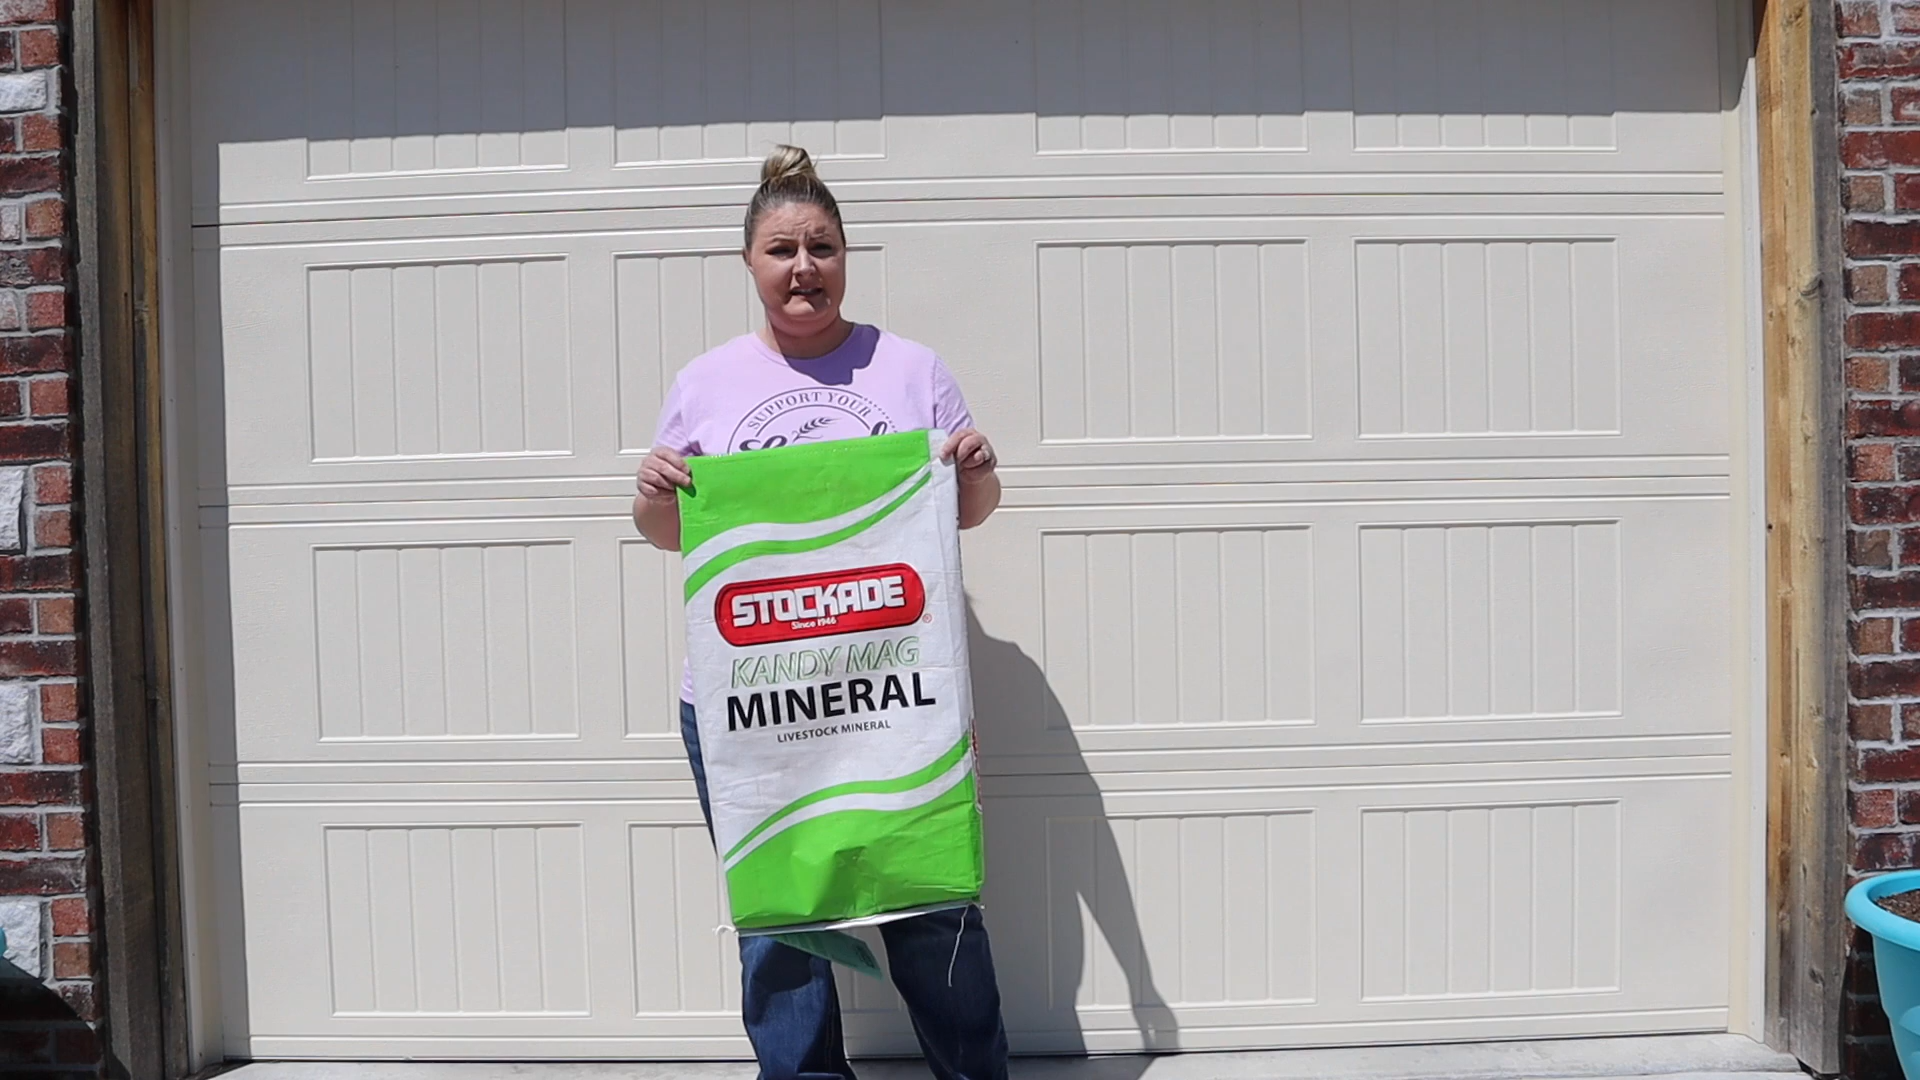 SUPPORT YOUR
STOCKADE
Since 1946
®
KANDY MAG
MINERAL
LIVESTOCK MINERAL